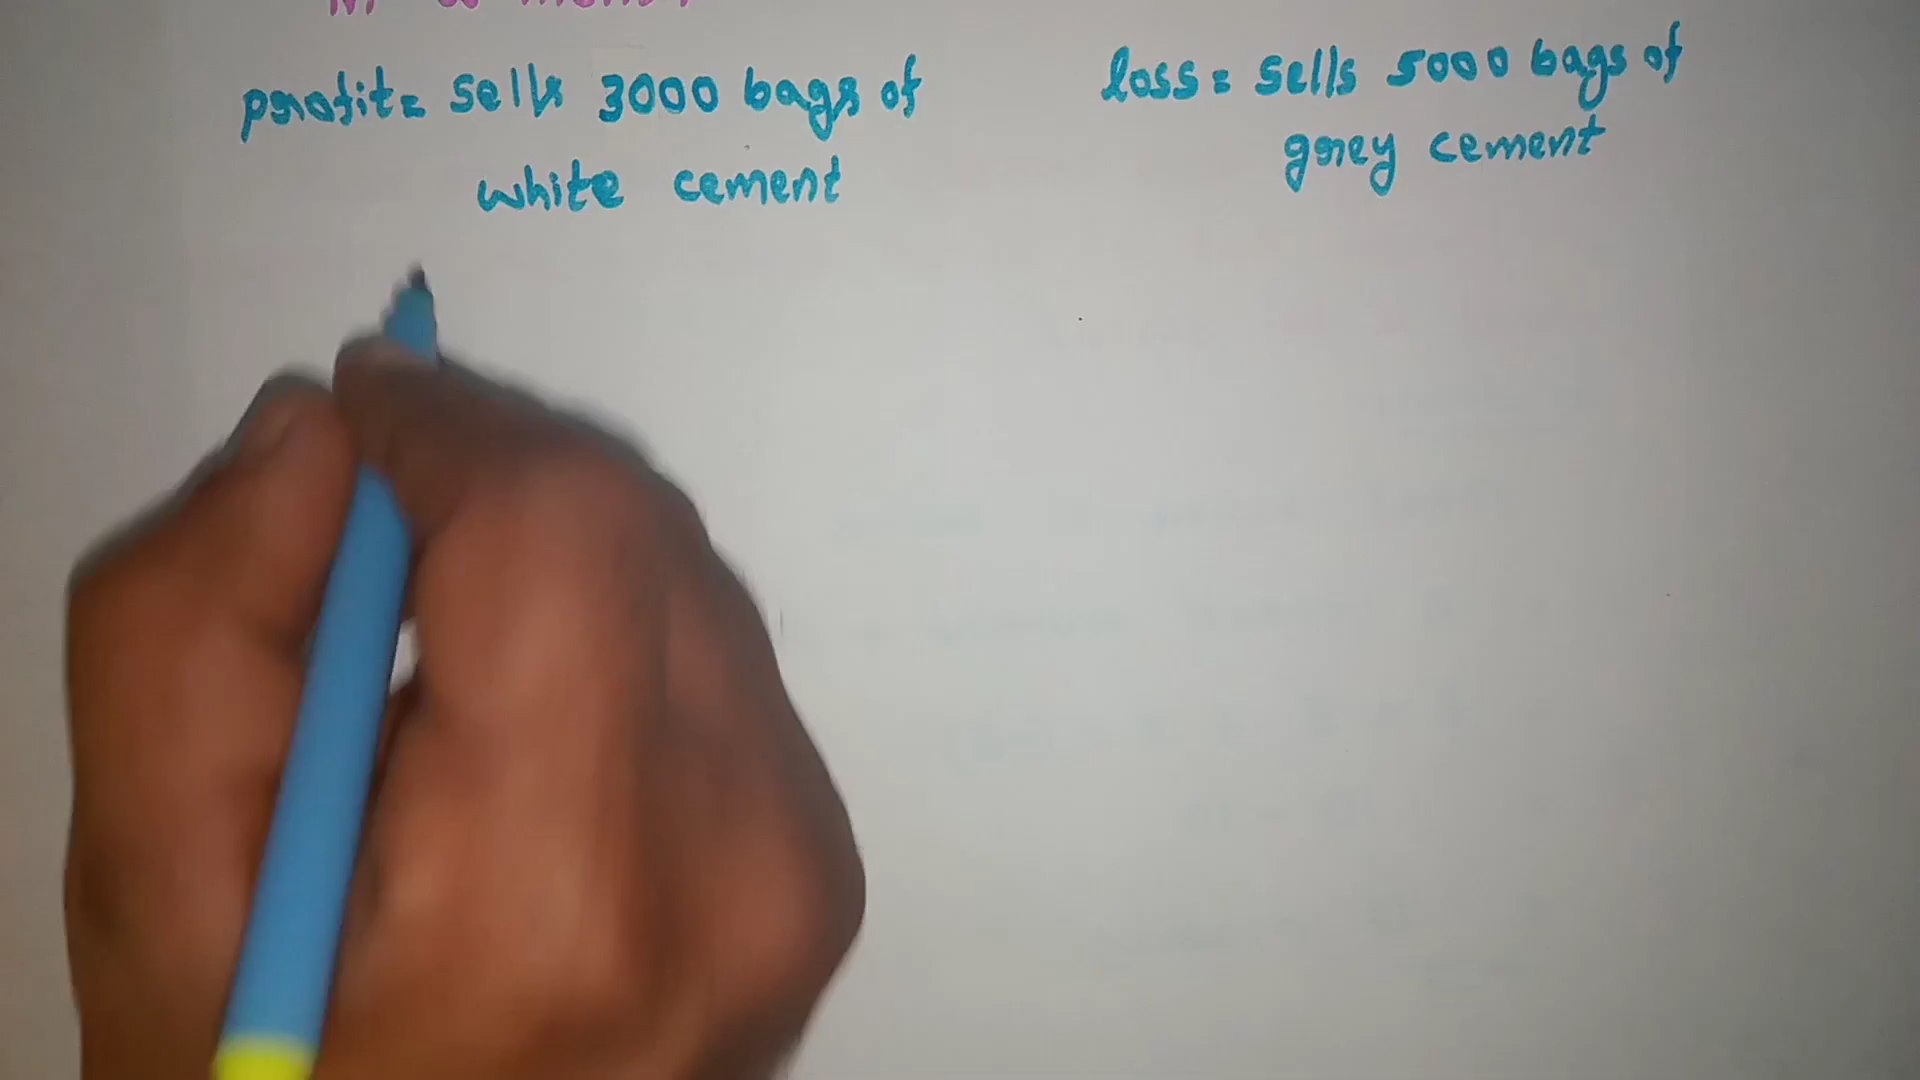 profit= sells 3000 bags of
white cement
loss= sells 5000 bags of
grey cement